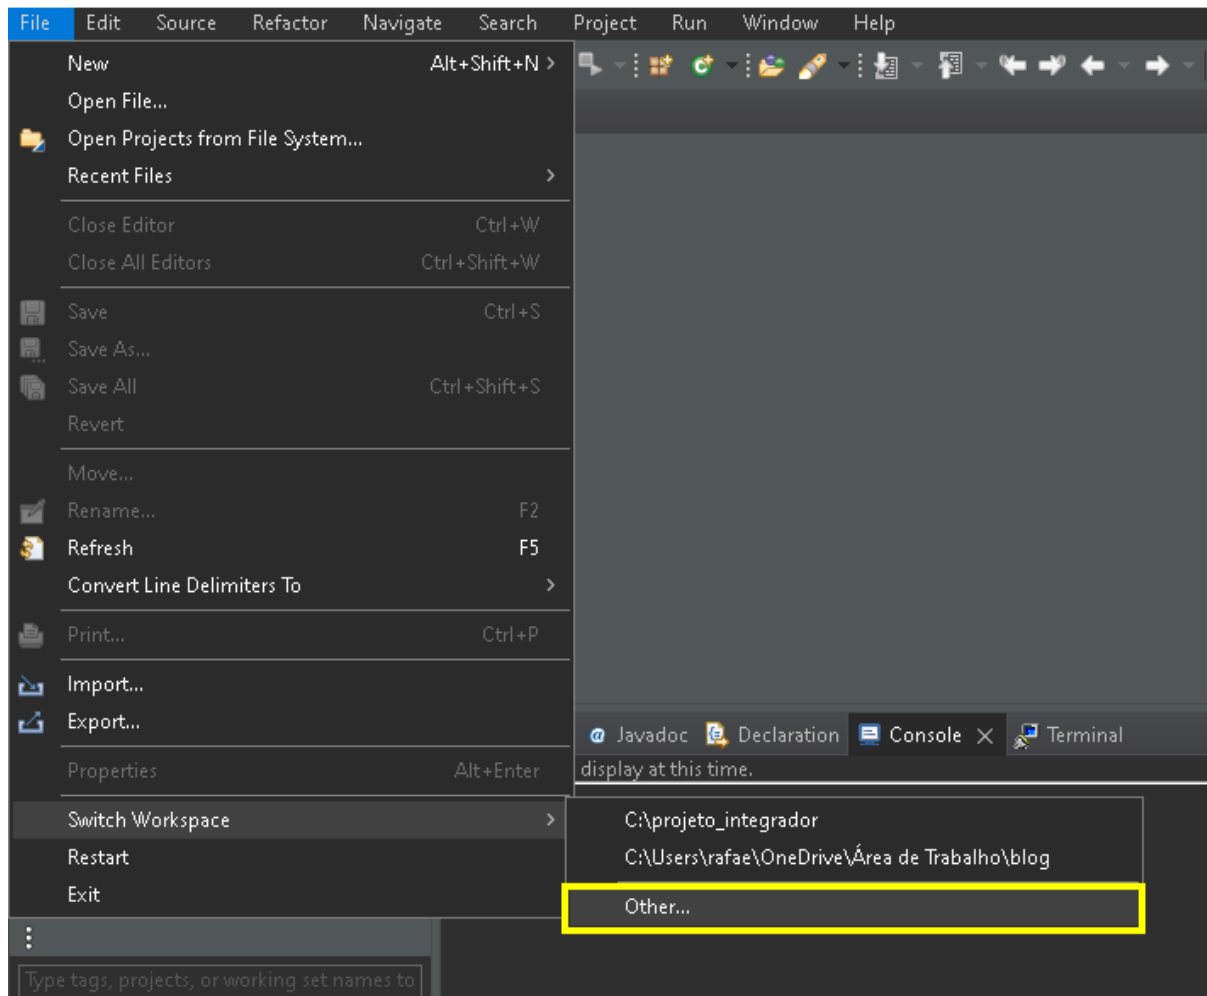 File Edit Source Refactor Navigate Search Project Run Window Help
New Alt+Shift+N >
Open File...
Open Projects from File System...
Recent Files >
Close Editor Ctrl+W
Close All Editors Ctrl+Shift+W
Save Ctrl+S
Save As...
Save All Ctrl+Shift+S
Revert
Move...
Rename... F2
Refresh F5
Convert Line Delimiters To >
Print... Ctrl+P
Import...
Export...
@ Javadoc Declaration Console Terminal
Properties Alt+Enter
display at this time.
Switch Workspace >
C:\projeto_integrador
Restart
C:\Users\rafae\OneDrive\Área de Trabalho\blog
Exit
Other...
Type tags, projects, or working set names to